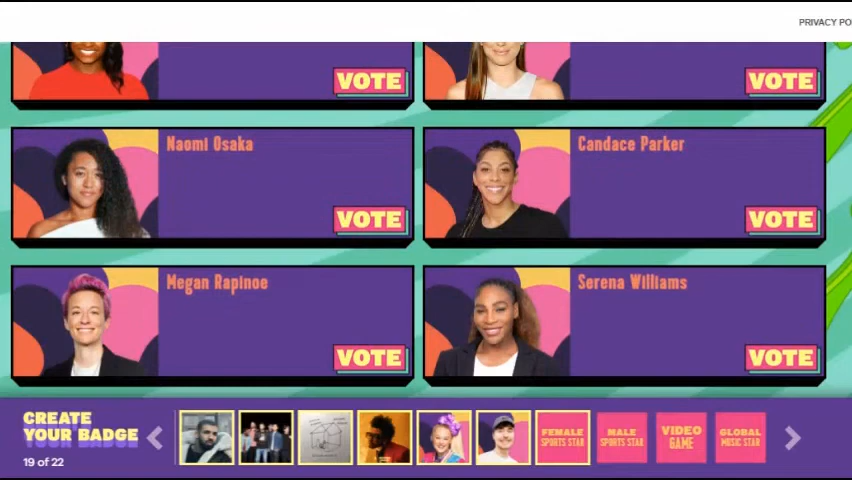 PRIVACY PO
VOTE
VOTE
Naomi Osaka
Candace Parker
VOTE
VOTE
Megan Rapinoe
Serena Williams
VOTE
VOTE
CREATE
YOUR BADGE
19 of 22
FEMALE
SPORTS STAR
MALE
SPORTS STAR
VIDEO
GAME
GLOBAL
MUSIC STAR